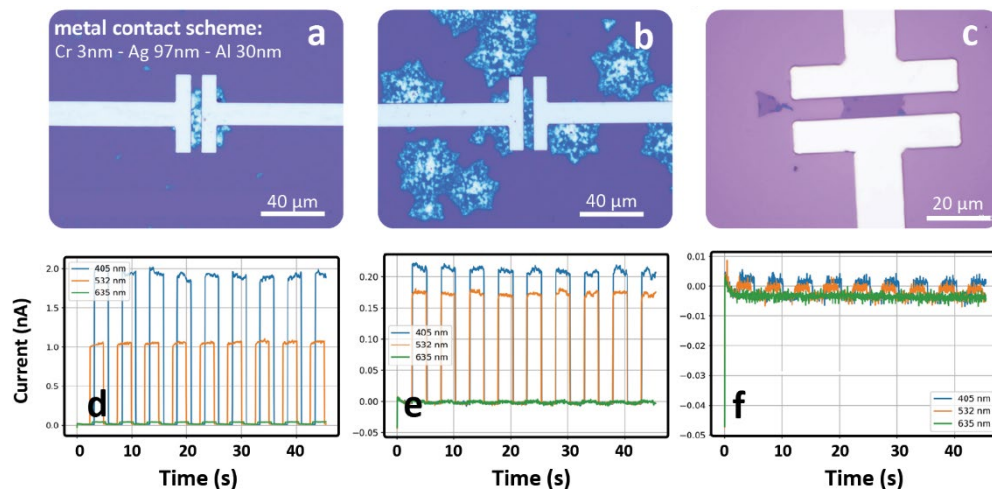 metal contact scheme:
Cr 3nm - Ag 97nm - Al 30nm
a
40 µm
b
40 µm
c
20 µm
Current (nA)
2.0
1.5
1.0
0.5
0.0
405 nm
532 nm
635 nm
d
0 10 20 30 40
Time (s)
0.20
0.15
0.10
0.05
0.00
−0.05
405 nm
532 nm
635 nm
e
0 10 20 30 40
Time (s)
0.01
0.00
−0.01
−0.02
−0.03
−0.04
−0.05
405 nm
532 nm
635 nm
f
0 10 20 30 40
Time (s)